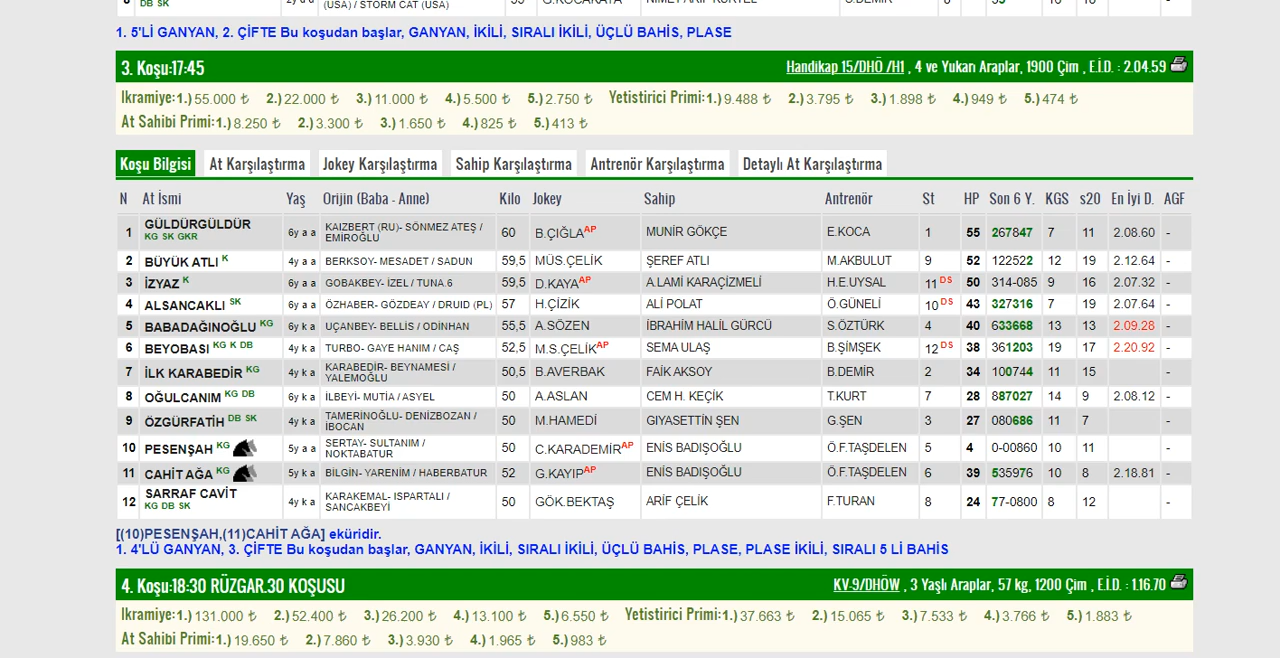 (USA) / STORM CAT (USA)
DB SK
1. 5'Lİ GANYAN, 2. ÇİFTE Bu koşudan başlar, GANYAN, İKİLİ, SIRALI İKİLİ, ÜÇLÜ BAHİS, PLASE
3. Koşu:17:45 Handikap 15/DHÖ /H1 , 4 ve Yukarı Araplar, 1900 Çim , E.İ.D. : 2.04.59
Ikramiye:1.) 55.000 ₺ 2.) 22.000 ₺ 3.) 11.000 ₺ 4.) 5.500 ₺ 5.) 2.750 ₺ Yetistirici Primi:1.) 9.488 ₺ 2.) 3.795 ₺ 3.) 1.898 ₺ 4.) 949 ₺ 5.) 474 ₺
At Sahibi Primi:1.) 8.250 ₺ 2.) 3.300 ₺ 3.) 1.650 ₺ 4.) 825 ₺ 5.) 413 ₺
Koşu Bilgisi At Karşılaştırma Jokey Karşılaştırma Sahip Karşılaştırma Antrenör Karşılaştırma Detaylı At Karşılaştırma
N At İsmi Yaş Orijin (Baba - Anne) Kilo Jokey Sahip Antrenör St HP Son 6 Y. KGS s20 En İyi D. AGF
1 GÜLDÜRGÜLDÜR KG SK GKR 6y a a KAIZBERT (RU)- SÖNMEZ ATEŞ / EMİROĞLU 60 B.ÇIĞLA AP MUNİR GÖKÇE E.KOCA 1 55 267847 7 11 2.08.60 -
2 BÜYÜK ATLI K 4y a a BERKSOY- MESADET / SADUN 59,5 MÜS.ÇELİK ŞEREF ATLI M.AKBULUT 9 52 122522 12 19 2.12.64 -
3 İZYAZ K 6y a a GOBAKBEY- İZEL / TUNA.6 59,5 D.KAYA AP A.LAMİ KARAÇİZMELİ H.E.UYSAL 11 DS 50 314-085 9 16 2.07.32 -
4 ALSANCAKLI SK 6y a a ÖZHABER- GÖZDEAY / DRUID (PL) 57 H.ÇİZİK ALİ POLAT Ö.GÜNELİ 10 DS 43 327316 7 19 2.07.64 -
5 BABADAĞINOĞLU KG 6y k a UÇANBEY- BELLİS / ODİNHAN 55,5 A.SÖZEN İBRAHİM HALİL GÜRCÜ S.ÖZTÜRK 4 40 633668 13 13 2.09.28 -
6 BEYOBASI KG K DB 4y k a TURBO- GAYE HANIM / CAŞ 52,5 M.S.ÇELİK AP SEMA ULAŞ B.ŞİMŞEK 12 DS 38 361203 19 17 2.20.92 -
7 İLK KARABEDİR KG 4y k a KARABEDİR- BEYNAMESİ / YALEMOĞLU 50,5 B.AVERBAK FAİK AKSOY B.DEMİR 2 34 100744 11 15 -
8 OĞULCANIM KG DB 6y k a İLBEYİ- MUTİA / ASYEL 50 A.ASLAN CEM H. KEÇİK T.KURT 7 28 887027 14 9 2.08.12 -
9 ÖZGÜRFATİH DB SK 4y k a TAMERİNOĞLU- DENİZBOZAN / İBOCAN 50 M.HAMEDİ GIYASETTİN ŞEN G.ŞEN 3 27 080686 11 7 -
10 PESENŞAH KG 5y a a SERTAY- SULTANIM / NOKTABATUR 50 C.KARADEMİR AP ENİS BADIŞOĞLU Ö.F.TAŞDELEN 5 4 0-00860 10 11 -
11 CAHİT AĞA KG 5y k a BİLGİN- YARENİM / HABERBATUR 52 G.KAYIP AP ENİS BADIŞOĞLU Ö.F.TAŞDELEN 6 39 535976 10 8 2.18.81 -
12 SARRAF CAVİT KG DB SK 4y k a KARAKEMAL- ISPARTALI / SANCAKBEYİ 50 GÖK.BEKTAŞ ARİF ÇELİK F.TURAN 8 24 77-0800 8 12 -
[(10)PESENŞAH,(11)CAHİT AĞA] eküridir.
1. 4'LÜ GANYAN, 3. ÇİFTE Bu koşudan başlar, GANYAN, İKİLİ, SIRALI İKİLİ, ÜÇLÜ BAHİS, PLASE, PLASE İKİLİ, SIRALI 5 Lİ BAHİS
4. Koşu:18:30 RÜZGAR.30 KOŞUSU KV-9/DHÖW , 3 Yaşlı Araplar, 57 kg, 1200 Çim , E.İ.D. : 1.16.70
Ikramiye:1.) 131.000 ₺ 2.) 52.400 ₺ 3.) 26.200 ₺ 4.) 13.100 ₺ 5.) 6.550 ₺ Yetistirici Primi:1.) 37.663 ₺ 2.) 15.065 ₺ 3.) 7.533 ₺ 4.) 3.766 ₺ 5.) 1.883 ₺
At Sahibi Primi:1.) 19.650 ₺ 2.) 7.860 ₺ 3.) 3.930 ₺ 4.) 1.965 ₺ 5.) 983 ₺